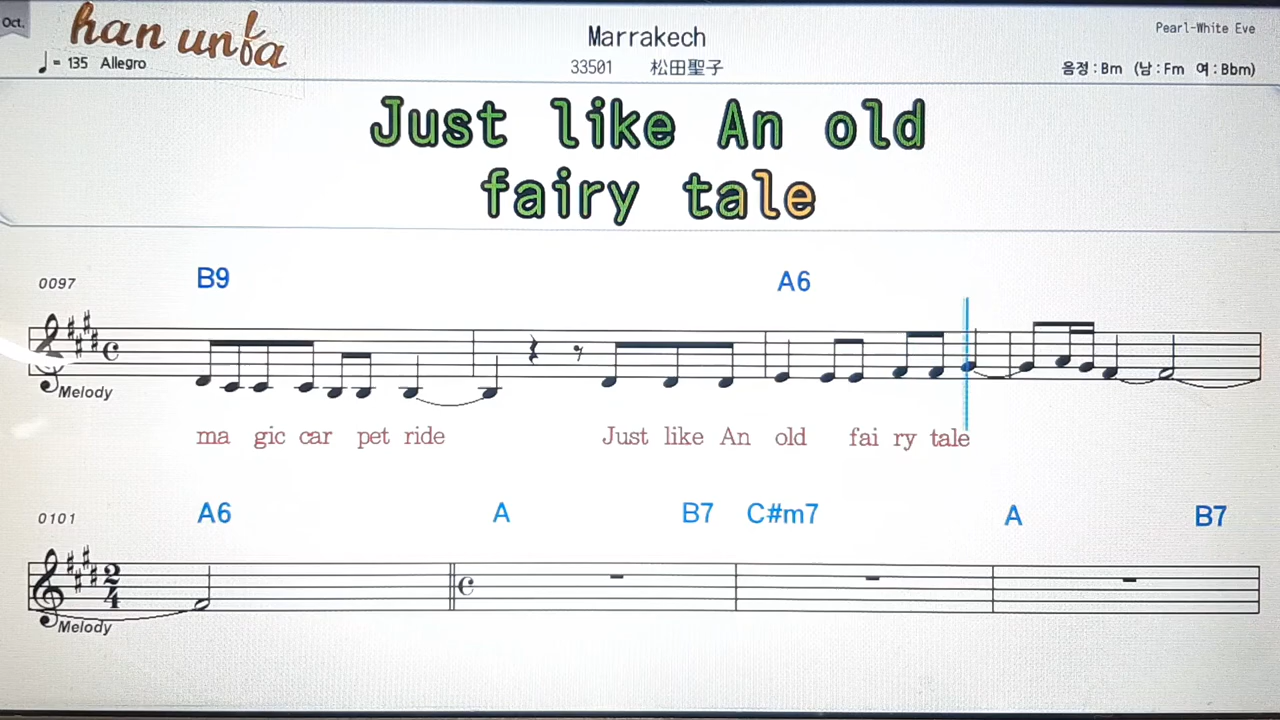 Oct.
han unfa
♩= 135 Allegro
Marrakech
33501 松田聖子
Pearl-White Eve
음정 : Bm (남 : Fm 여 : Bbm)
Just like An old
fairy tale
0097
B9 A6
Melody
ma gic car pet ride Just like An old fai ry tale
0101
A6 A B7 C#m7 A B7
2
4
Melody